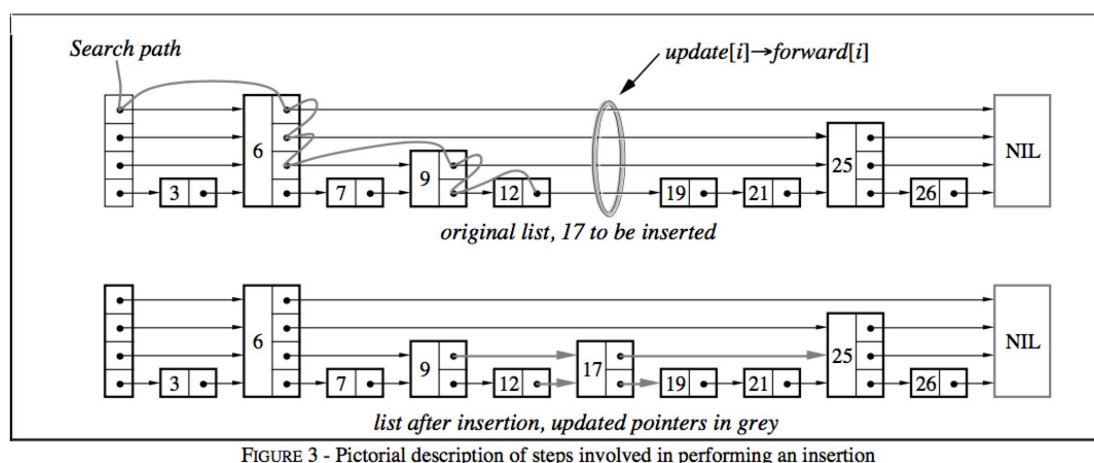 Search path
update[i]→forward[i]
6
NIL
25
9
3
7
12
19
21
26
original list, 17 to be inserted
6
NIL
25
9
17
3
7
12
19
21
26
list after insertion, updated pointers in grey
FIGURE 3 - Pictorial description of steps involved in performing an insertion